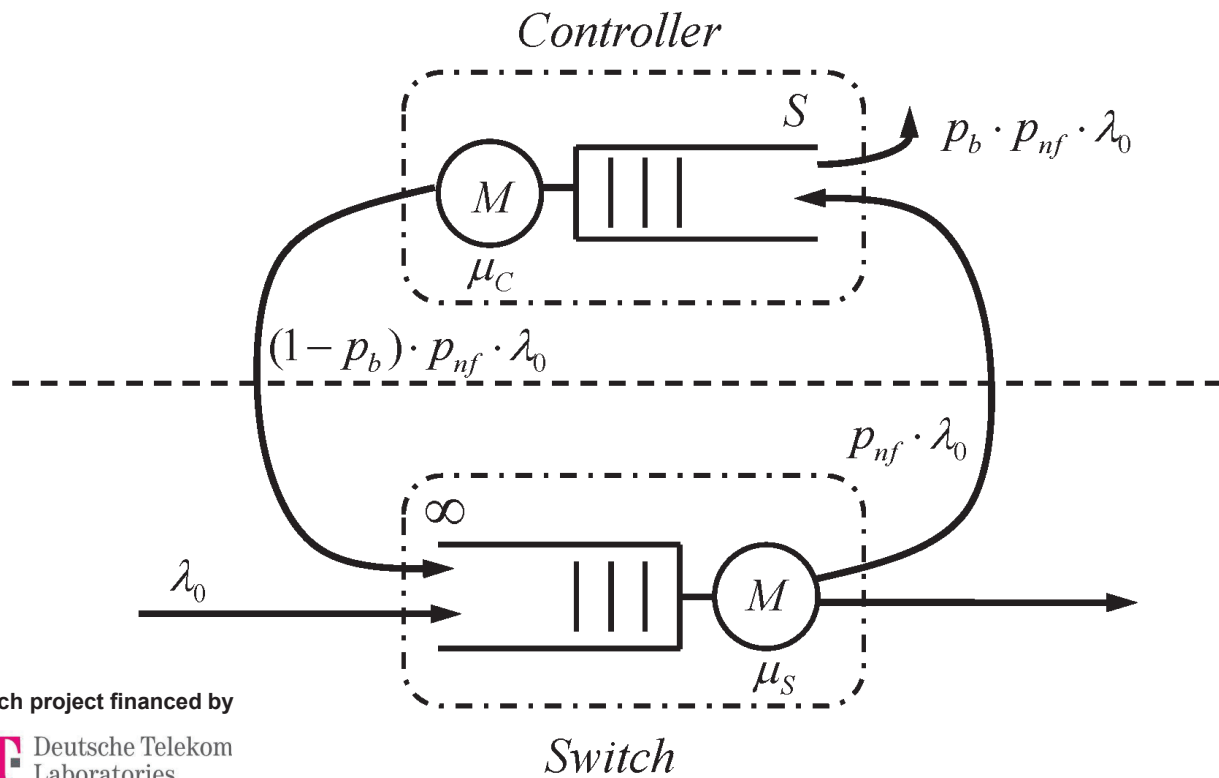 Controller
S
p_b · p_nf · λ_0
M
μ_C
(1 − p_b) · p_nf · λ_0
p_nf · λ_0
∞
λ_0
M
μ_S
ch project financed by
Deutsche Telekom
Laboratories
Switch